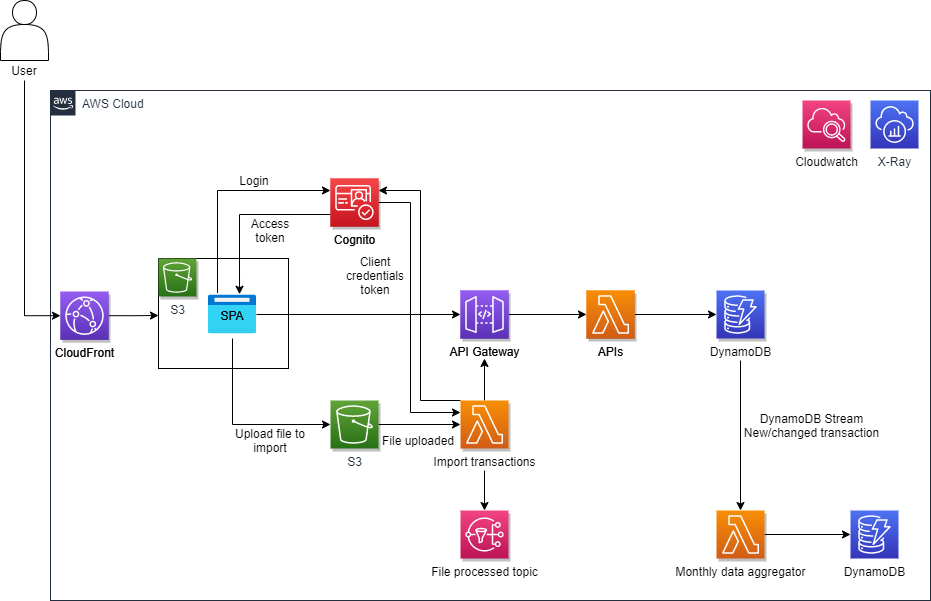 User
aws
AWS Cloud
Cloudwatch
X-Ray
Login
Access
token
Cognito
Client
credentials
token
S3
SPA
CloudFront
API Gateway
APIs
DynamoDB
Upload file to
import
S3
File uploaded
Import transactions
DynamoDB Stream
New/changed transaction
File processed topic
Monthly data aggregator
DynamoDB